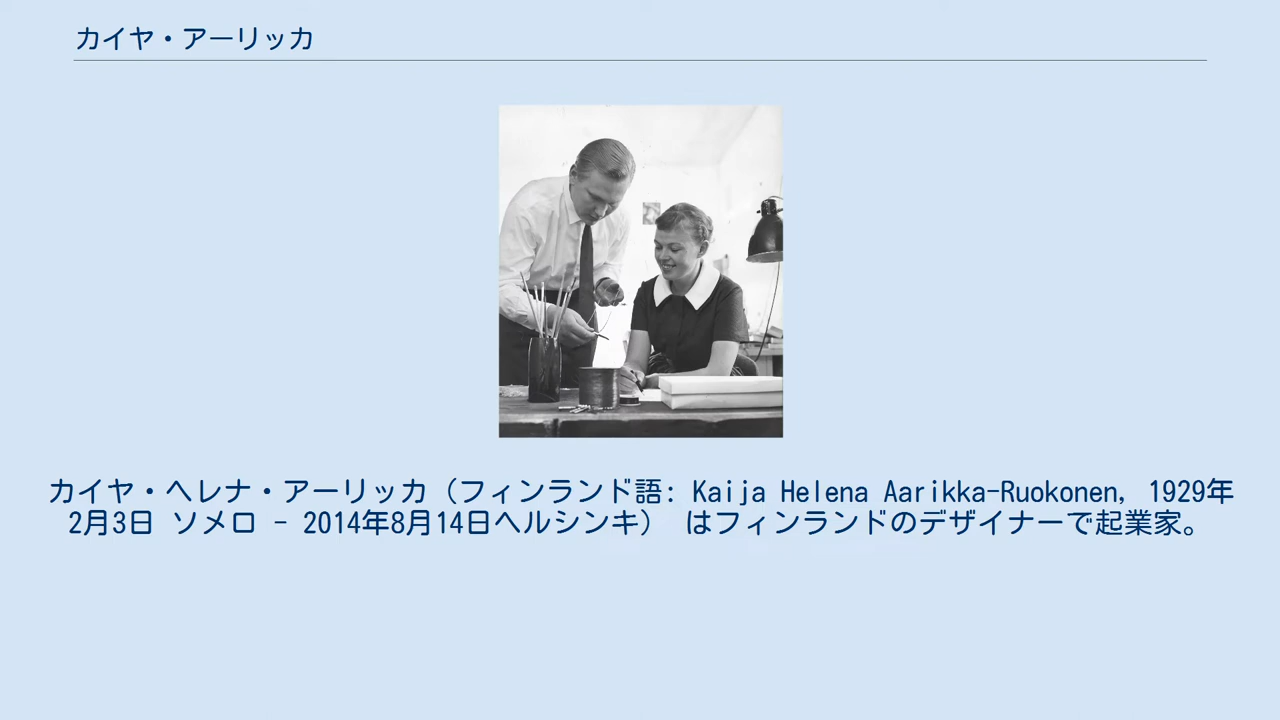 カイヤ・アーリッカ
カイヤ・ヘレナ・アーリッカ（フィンランド語: Kaija Helena Aarikka-Ruokonen, 1929年
2月3日 ソメロ - 2014年8月14日ヘルシンキ） はフィンランドのデザイナーで起業家。